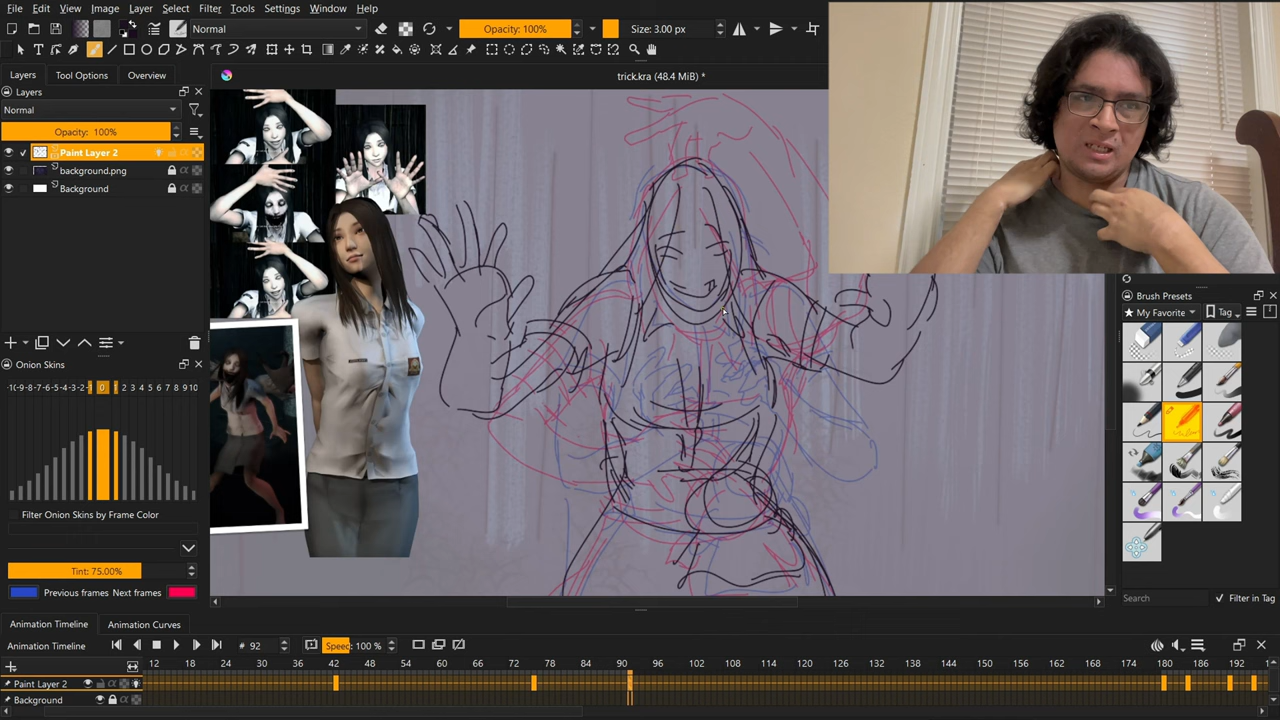 File Edit View Image Layer Select Filter Tools Settings Window Help
Normal
Opacity: 100%
Size: 3.00 px
Layers
Tool Options
Overview
trick.kra (48.4 MiB) *
Layers
Normal
Opacity: 100%
Paint Layer 2
background.png
Background
Onion Skins
-10-9-8-7-6-5-4-3-2-1 0 1 2 3 4 5 6 7 8 9 10
Filter Onion Skins by Frame Color
Tint: 75.00%
Previous frames Next frames
Brush Presets
My Favorite
Tag
Search
Filter in Tag
Animation Timeline
Animation Curves
Animation Timeline
# 92
Speed: 100 %
12 18 24 30 36 42 48 54 60 66 72 78 84 90 96 102 108 114 120 126 132 138 144 150 156 162 168 174 180 186 192
Paint Layer 2
Background